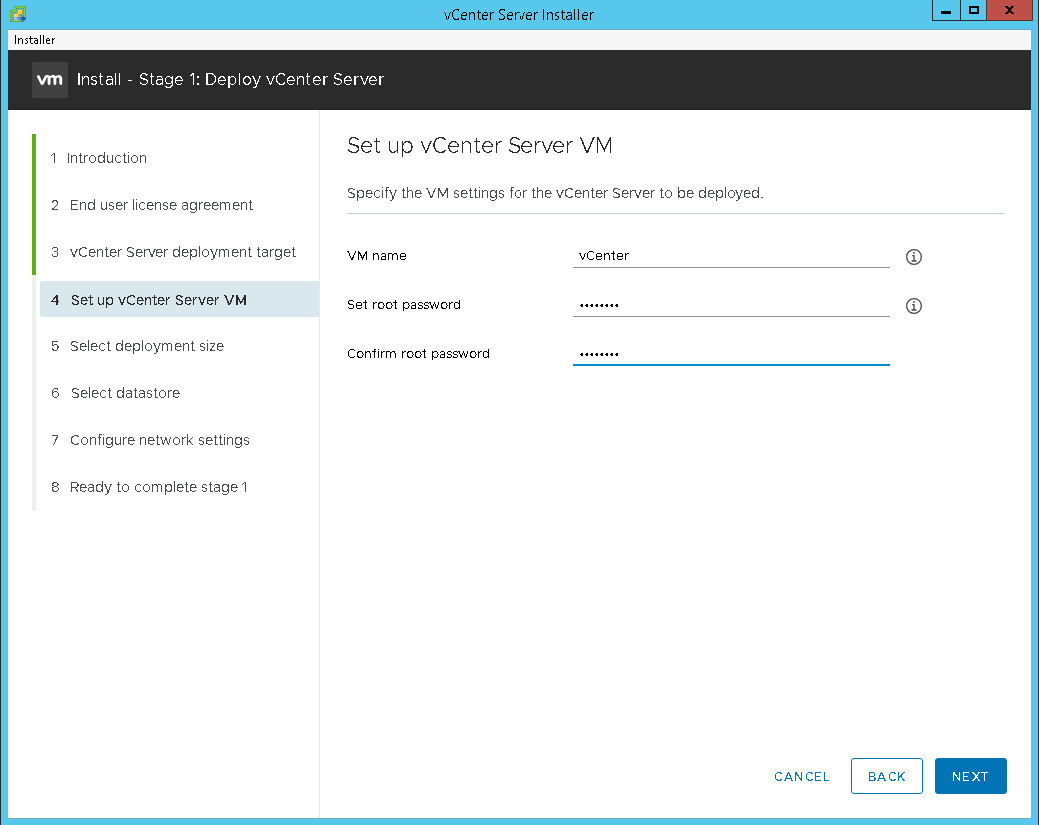 vCenter Server Installer
Installer
vm Install - Stage 1: Deploy vCenter Server
1 Introduction
2 End user license agreement
3 vCenter Server deployment target
4 Set up vCenter Server VM
5 Select deployment size
6 Select datastore
7 Configure network settings
8 Ready to complete stage 1
Set up vCenter Server VM
Specify the VM settings for the vCenter Server to be deployed.
VM name vCenter
Set root password ••••••••
Confirm root password ••••••••
CANCEL BACK NEXT